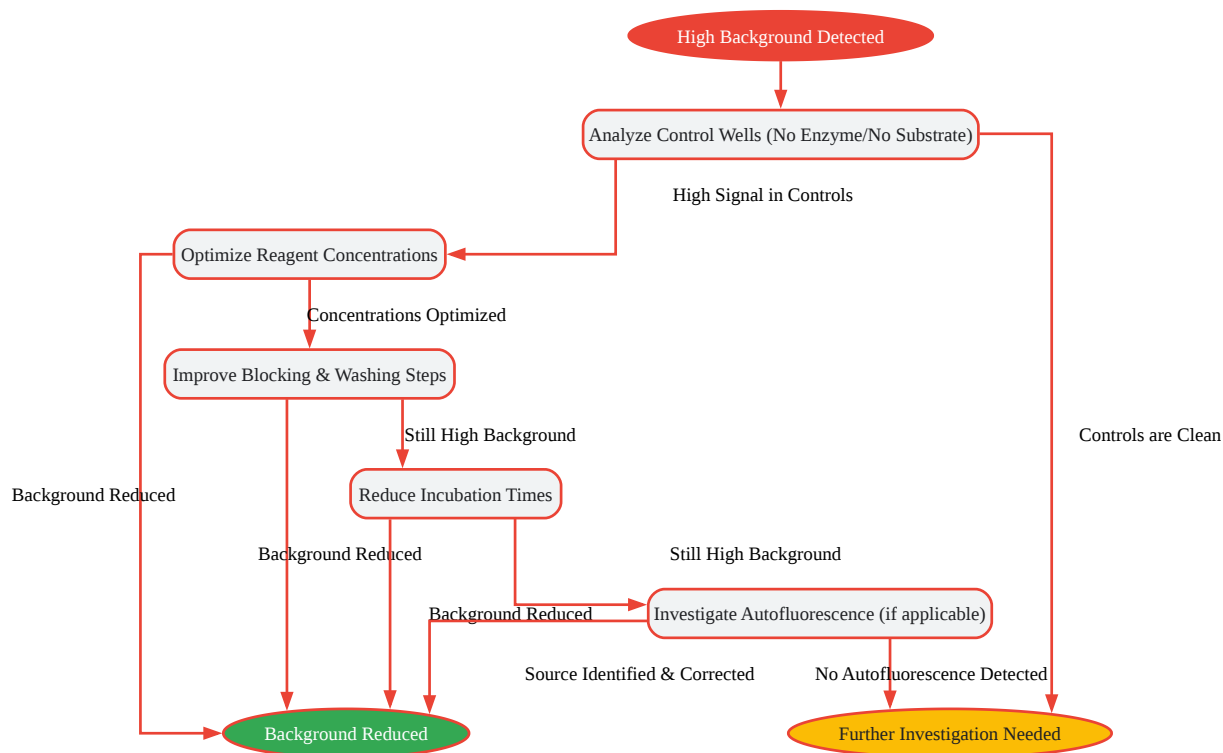 High Background Detected
Analyze Control Wells (No Enzyme/No Substrate)
High Signal in Controls
Optimize Reagent Concentrations
Concentrations Optimized
Improve Blocking & Washing Steps
Still High Background
Controls are Clean
Background Reduced
Reduce Incubation Times
Background Reduced
Still High Background
Background Reduced
Investigate Autofluorescence (if applicable)
Source Identified & Corrected
No Autofluorescence Detected
Background Reduced
Further Investigation Needed